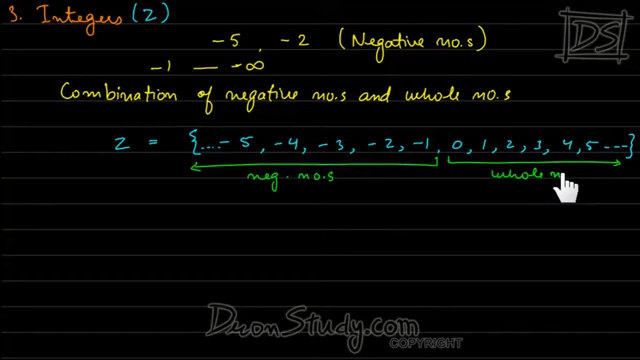 3. Integers (Z)
DS
-5, -2 (Negative no.s)
-1 — -∞
Combination of negative no.s and whole no.s
Z = {...-5, -4, -3, -2, -1, 0, 1, 2, 3, 4, 5 ---}
neg. no.s
whole n
DronStudy.com
COPYRIGHT